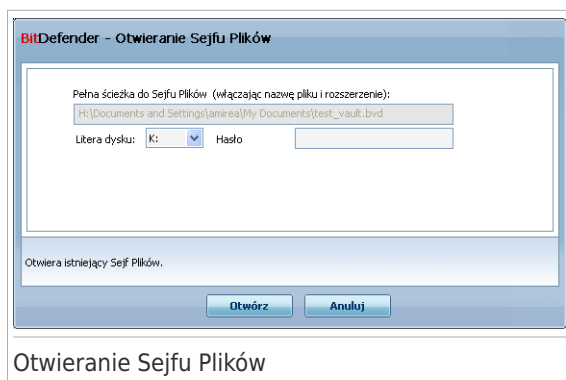 BitDefender - Otwieranie Sejfu Plików
Pełna ścieżka do Sejfu Plików (włączając nazwę pliku i rozszerzenie):
H:\Documents and Settings\amirea\My Documents\test_vault.bvd
Litera dysku: K: Hasło
Otwiera istniejący Sejf Plików.
Otwórz Anuluj
Otwieranie Sejfu Plików